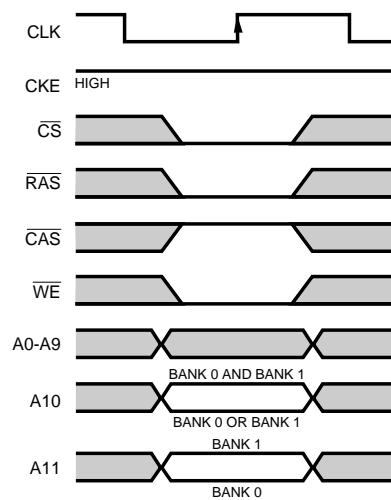 CLK
CKE HIGH
CS
RAS
CAS
WE
A0-A9
BANK 0 AND BANK 1
A10
BANK 0 OR BANK 1
BANK 1
A11
BANK 0